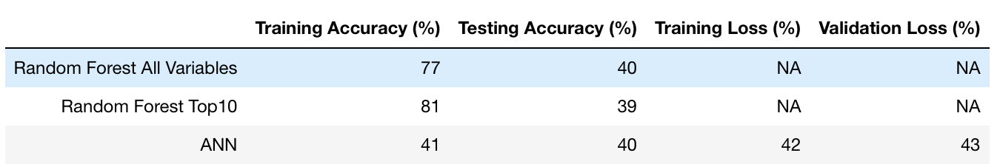 Training Accuracy (%) Testing Accuracy (%) Training Loss (%) Validation Loss (%)
Random Forest All Variables 77 40 NA NA
Random Forest Top10 81 39 NA NA
ANN 41 40 42 43